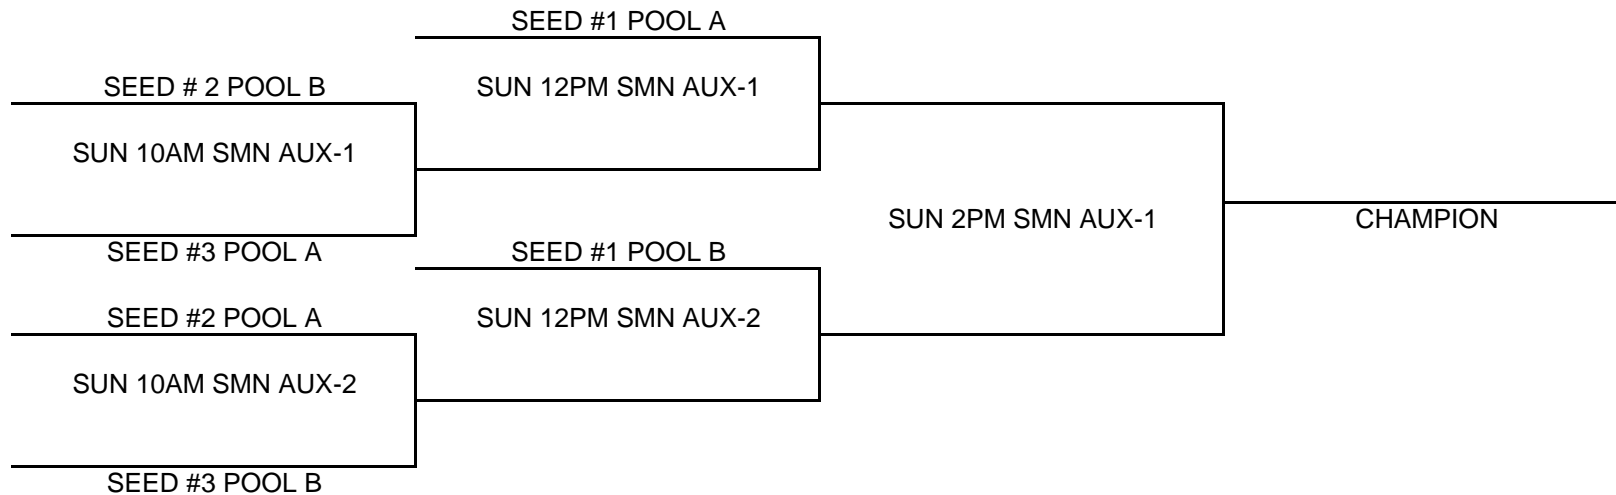 SEED #1 POOL A
SEED # 2 POOL B
SUN 12PM SMN AUX-1
SUN 10AM SMN AUX-1
SUN 2PM SMN AUX-1
CHAMPION
SEED #3 POOL A
SEED #1 POOL B
SEED #2 POOL A
SUN 12PM SMN AUX-2
SUN 10AM SMN AUX-2
SEED #3 POOL B